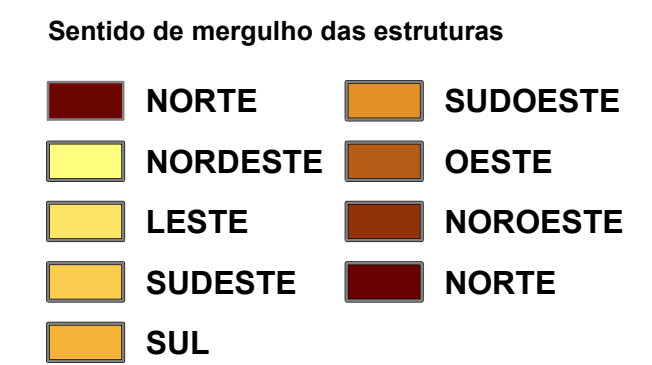 Sentido de mergulho das estruturas
NORTE
NORDESTE
LESTE
SUDESTE
SUL
SUDOESTE
OESTE
NOROESTE
NORTE